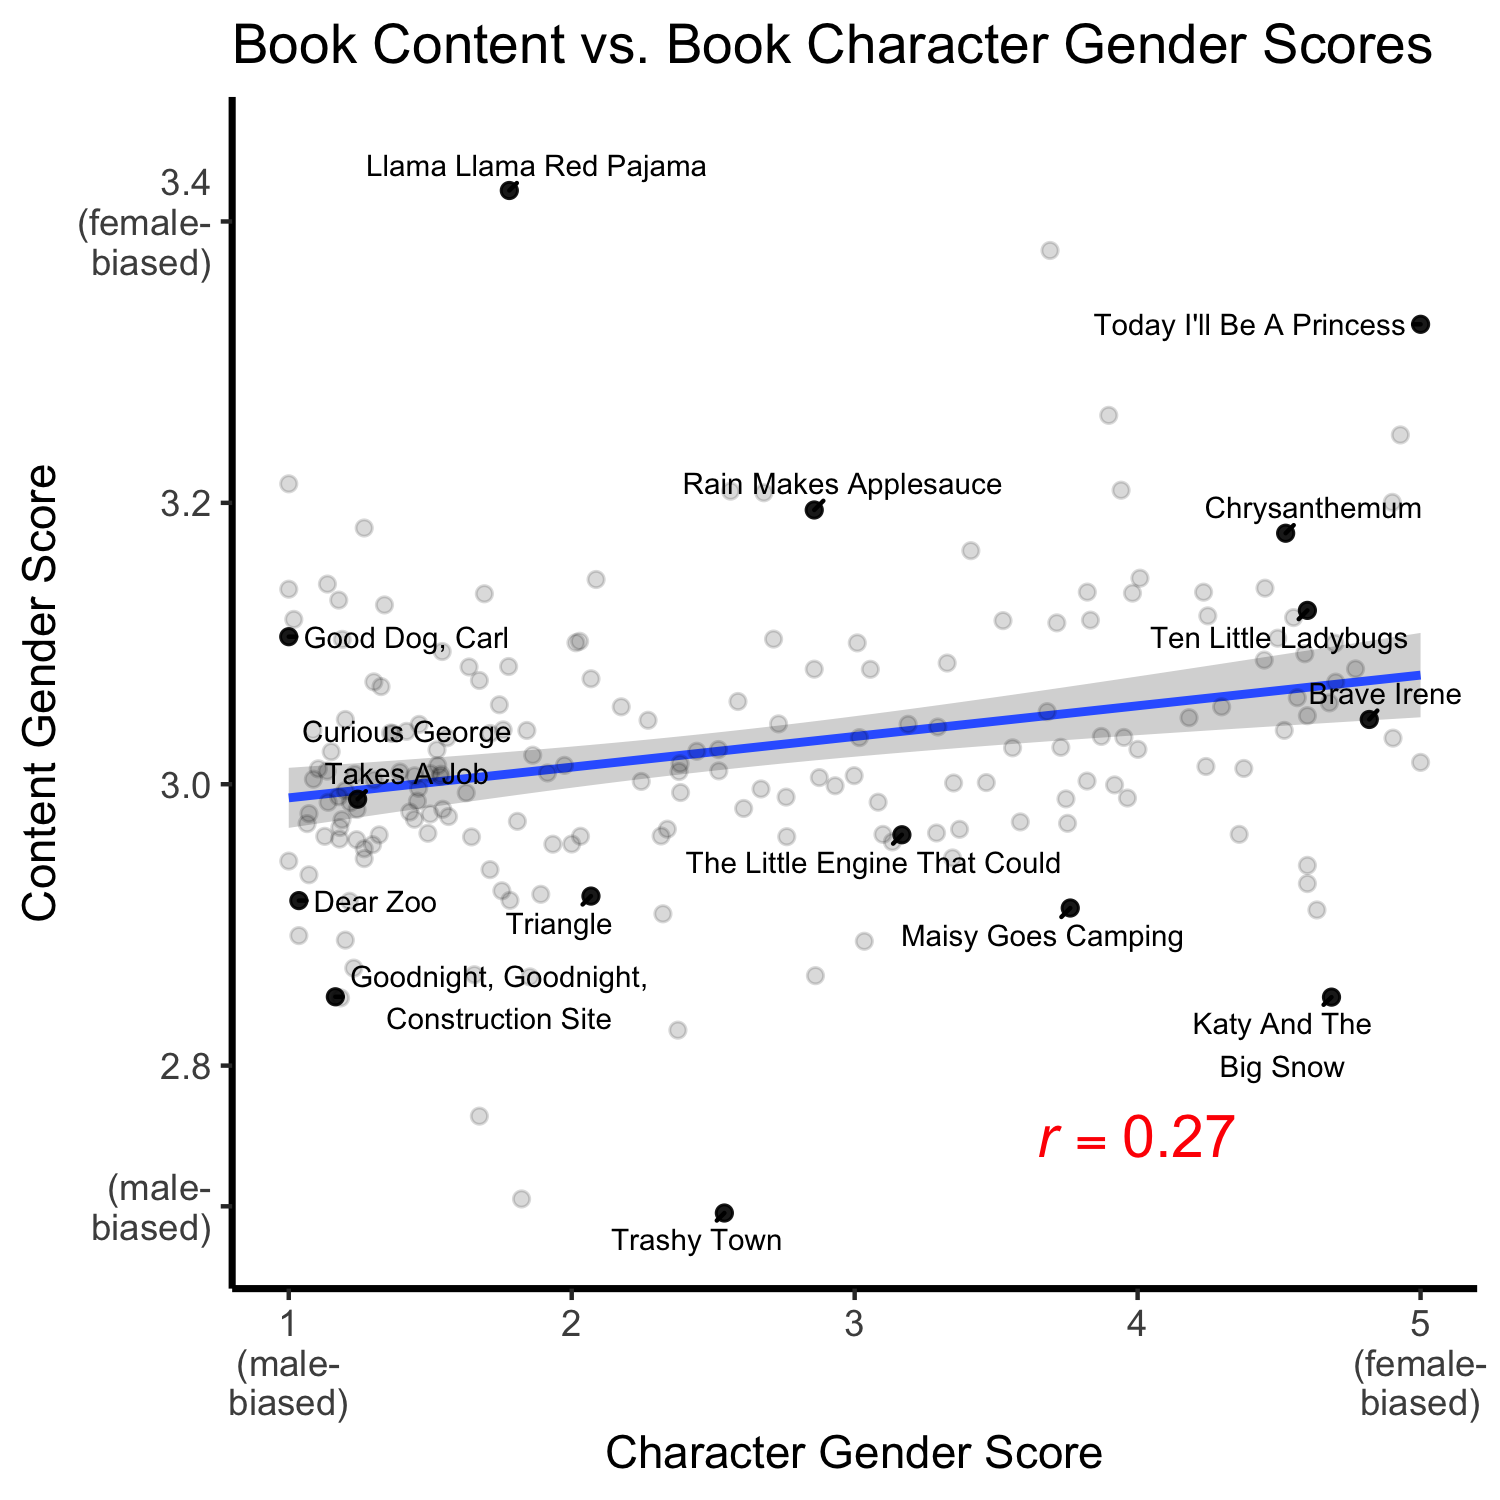 Book Content vs. Book Character Gender Scores
Llama Llama Red Pajama
3.4
(female-
biased)
Today I'll Be A Princess
Rain Makes Applesauce
3.2
Chrysanthemum
Good Dog, Carl
Ten Little Ladybugs
Brave Irene
Curious George
Takes A Job
3.0
The Little Engine That Could
Dear Zoo
Triangle
Maisy Goes Camping
Goodnight, Goodnight,
Construction Site
Katy And The
Big Snow
2.8
r = 0.27
(male-
biased)
Trashy Town
Content Gender Score
1
(male-
biased)
2
3
4
5
(female-
biased)
Character Gender Score